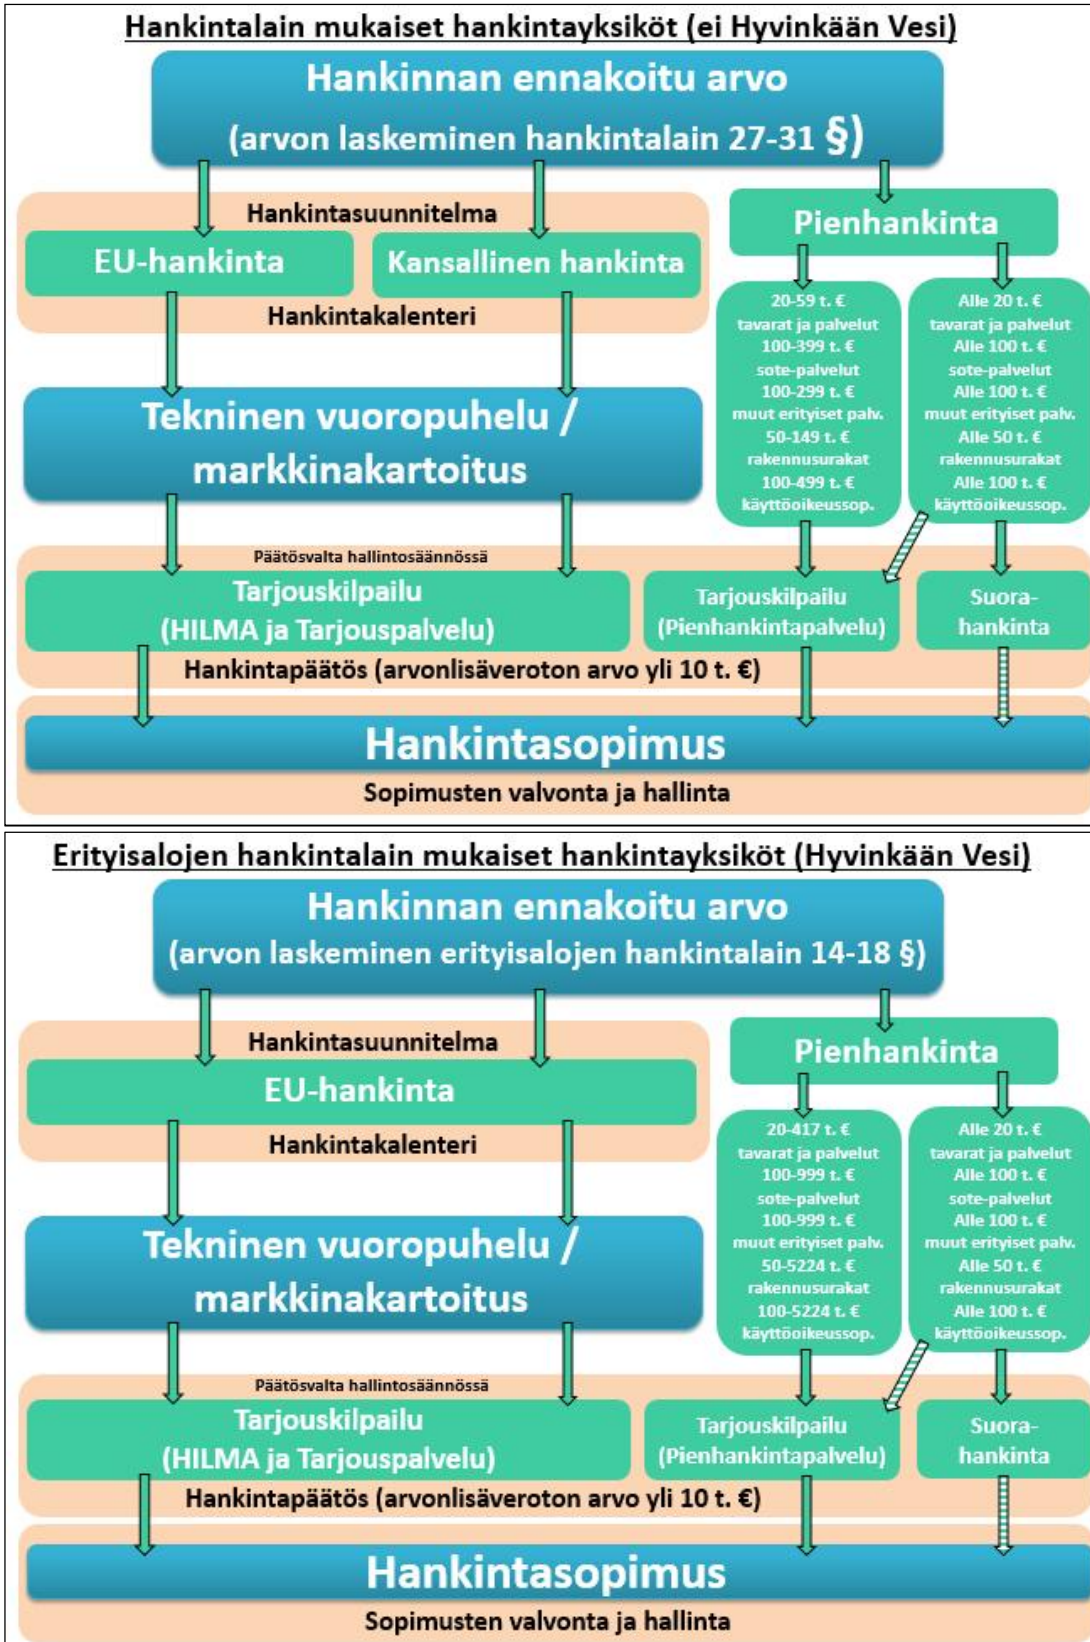 Hankintalain mukaiset hankintayksiköt (ei Hyvinkään Vesi)
Hankinnan ennakoitu arvo
(arvon laskeminen hankintalain 27-31 §)
Hankintasuunnitelma
EU-hankinta
Kansallinen hankinta
Hankintakalenteri
Pienhankinta
20-59 t. €
tavarat ja palvelut
100-399 t. €
sote-palvelut
100-299 t. €
muut erityiset palv.
50-149 t. €
rakennusurakat
100-499 t. €
käyttöoikeussop.
Alle 20 t. €
tavarat ja palvelut
Alle 100 t. €
sote-palvelut
Alle 100 t. €
muut erityiset palv.
Alle 50 t. €
rakennusurakat
Alle 100 t. €
käyttöoikeussop.
Tekninen vuoropuhelu /
markkinakartoitus
Päätösvalta hallintosäännössä
Tarjouskilpailu
(HILMA ja Tarjouspalvelu)
Tarjouskilpailu
(Pienhankintapalvelu)
Suora-
hankinta
Hankintapäätös (arvonlisäveroton arvo yli 10 t. €)
Hankintasopimus
Sopimusten valvonta ja hallinta
Erityisalojen hankintalain mukaiset hankintayksiköt (Hyvinkään Vesi)
Hankinnan ennakoitu arvo
(arvon laskeminen erityisalojen hankintalain 14-18 §)
Hankintasuunnitelma
EU-hankinta
Hankintakalenteri
Pienhankinta
20-417 t. €
tavarat ja palvelut
100-999 t. €
sote-palvelut
100-999 t. €
muut erityiset palv.
50-5224 t. €
rakennusurakat
100-5224 t. €
käyttöoikeussop.
Alle 20 t. €
tavarat ja palvelut
Alle 100 t. €
sote-palvelut
Alle 100 t. €
muut erityiset palv.
Alle 50 t. €
rakennusurakat
Alle 100 t. €
käyttöoikeussop.
Tekninen vuoropuhelu /
markkinakartoitus
Päätösvalta hallintosäännössä
Tarjouskilpailu
(HILMA ja Tarjouspalvelu)
Tarjouskilpailu
(Pienhankintapalvelu)
Suora-
hankinta
Hankintapäätös (arvonlisäveroton arvo yli 10 t. €)
Hankintasopimus
Sopimusten valvonta ja hallinta